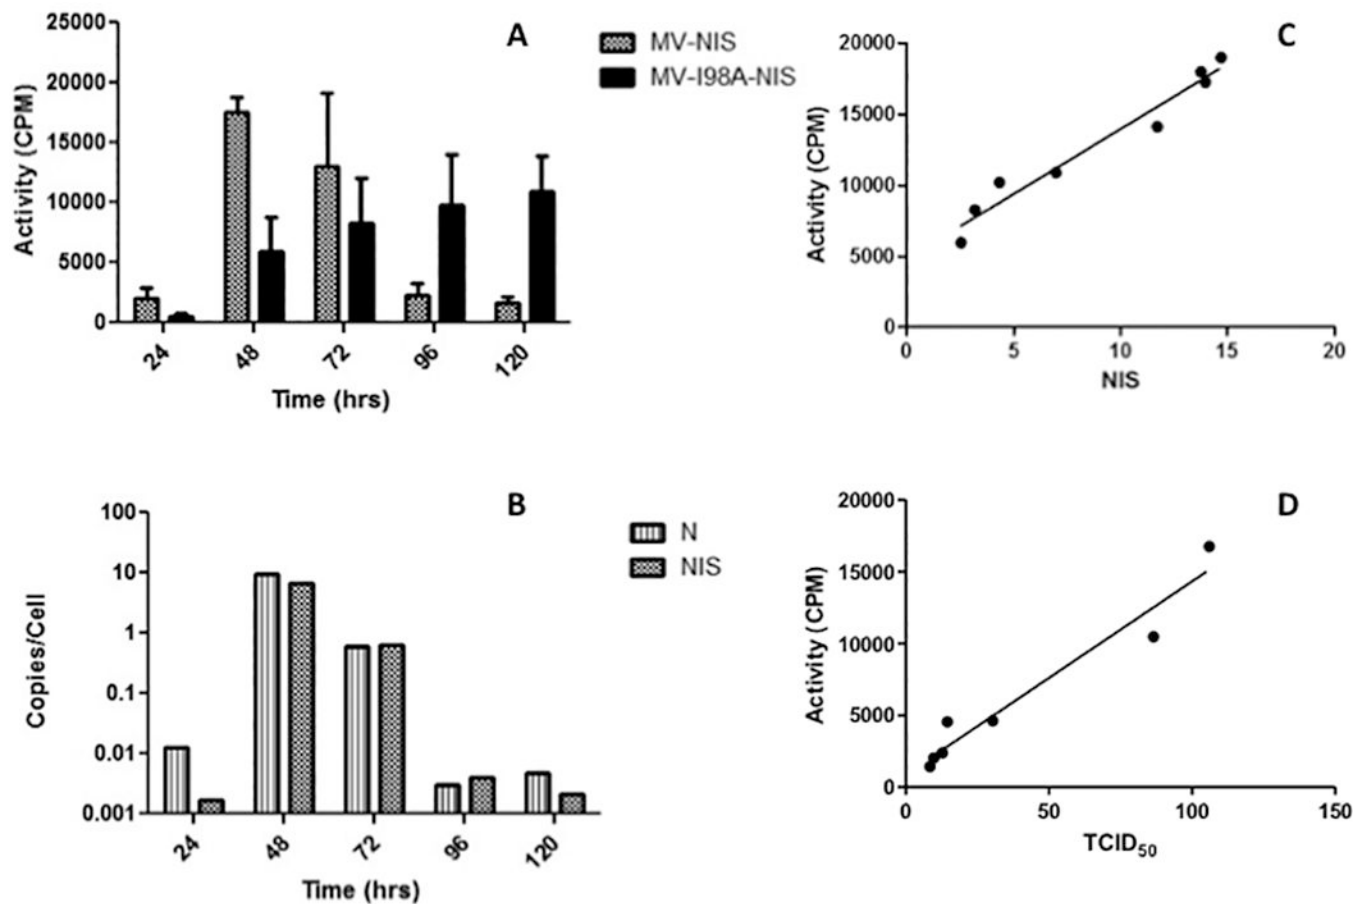 A
MV-NIS
MV-I98A-NIS
Activity (CPM)
25000
20000
15000
10000
5000
0
24
48
72
96
120
Time (hrs)
C
Activity (CPM)
20000
15000
10000
5000
0
0
5
10
15
20
NIS
B
N
NIS
Copies/Cell
100
10
1
0.1
0.01
0.001
24
48
72
96
120
Time (hrs)
D
Activity (CPM)
20000
15000
10000
5000
0
0
50
100
150
TCID₅₀